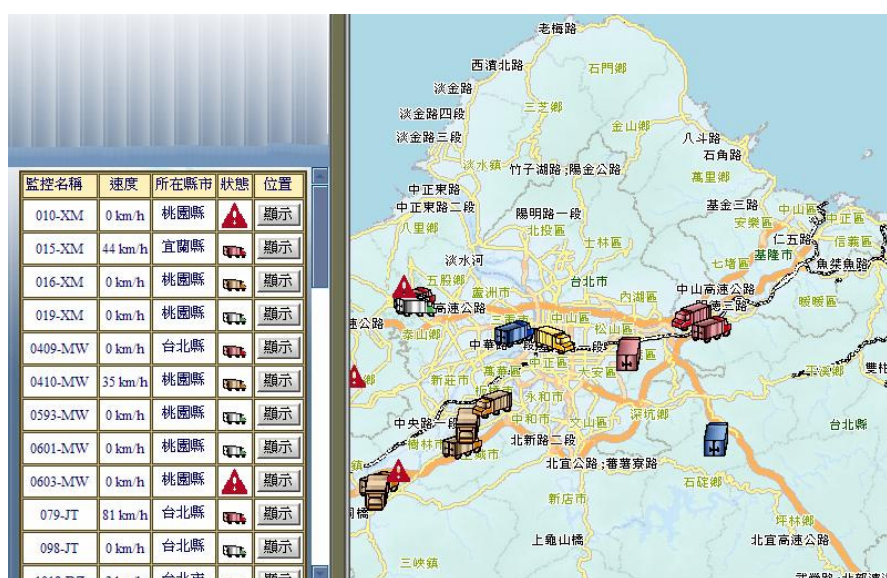 監控名稱 速度 所在縣市 狀態 位置
010-XM 0 km/h 桃園縣 顯示
015-XM 44 km/h 宜蘭縣 顯示
016-XM 0 km/h 桃園縣 顯示
019-XM 0 km/h 桃園縣 顯示
0409-MW 0 km/h 台北縣 顯示
0410-MW 35 km/h 桃園縣 顯示
0593-MW 0 km/h 桃園縣 顯示
0601-MW 0 km/h 桃園縣 顯示
0603-MW 0 km/h 桃園縣 顯示
079-JT 81 km/h 台北縣 顯示
098-JT 0 km/h 台北縣 顯示
老梅路
西濱北路
石門鄉
淡金路
三芝鄉
淡金路四段
金山鄉
淡金路三段
八斗路
石角路
淡水鎮
竹子湖路;陽金公路
萬里鄉
中正東路
中正東路二段
陽明路一段
基金三路
中山區
中正區
安樂區
八里鄉
北投區
士林區
仁五路
信義區
淡水河
七堵區
基隆市
魚桀魚路
五股鄉
台北市
蘆洲市
中山高速公路
內湖區
暖暖區
高速公路
速公路
中山區
松山區
泰山鄉
中華路
中正區
萬華區
大安區
新莊市
永和市
平溪鄉
中和市
文山區
深坑鄉
中央路一段
台北縣
樹林市
北新路二段
北宜公路;蕃薯寮路
石碇鄉
新店市
坪林鄉
上龜山橋
北宜高速公路
三峽鎮